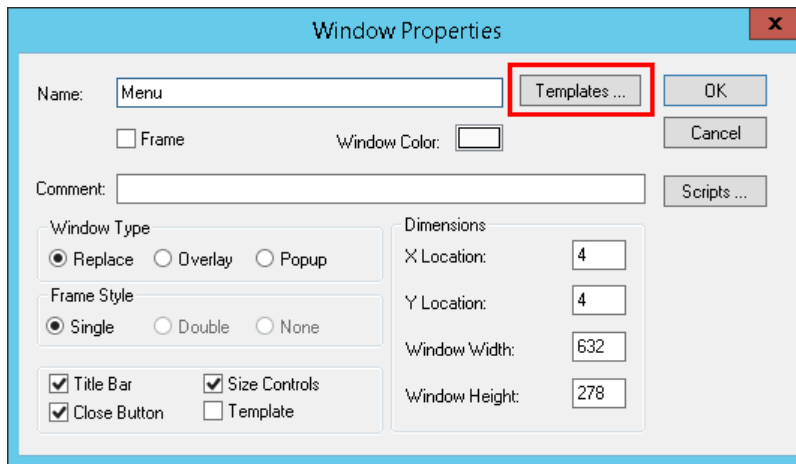 Window Properties
x
Name: Menu Templates ... OK
Frame Window Color: Cancel
Comment: Scripts ...
Window Type
Replace Overlay Popup
Frame Style
Single Double None
Title Bar Size Controls
Close Button Template
Dimensions
X Location: 4
Y Location: 4
Window Width: 632
Window Height: 278